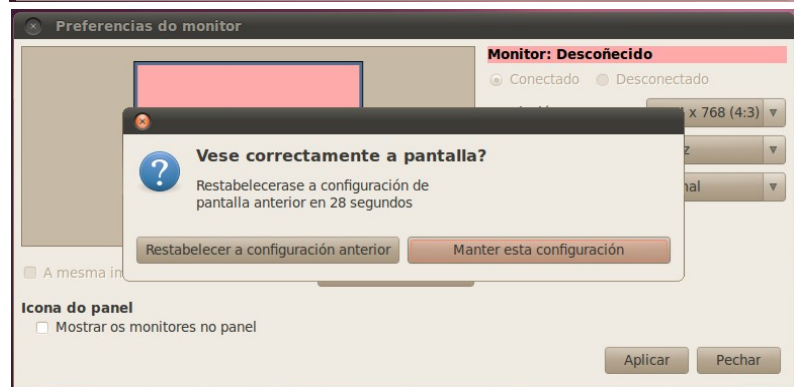 Preferencias do monitor
Monitor: Descoñecido
Conectado Desconectado
x 768 (4:3)
Vese correctamente a pantalla?
Restabelecerase a configuración de
pantalla anterior en 28 segundos
Restabelecer a configuración anterior Manter esta configuración
A mesma
Icona do panel
Mostrar os monitores no panel
Aplicar Pechar